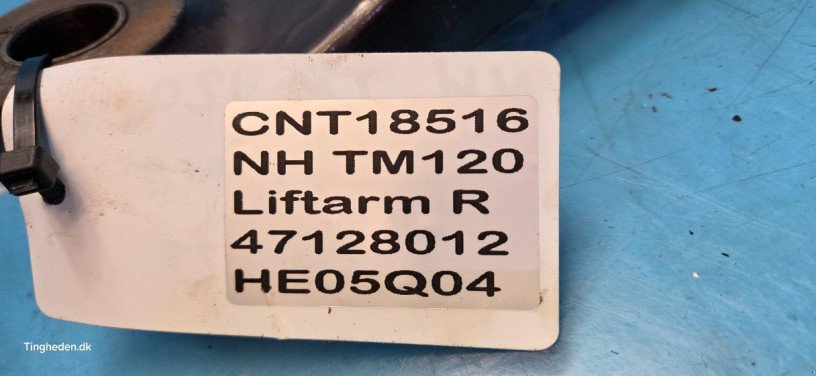 CNT18516
NH TM120
Liftarm R
47128012
HE05Q04
Tingheden.dk